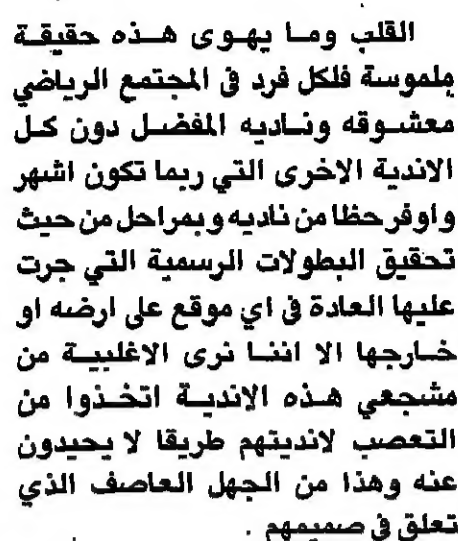 القلب وما يهوى هذه حقيقة
ملموسة فلكل فرد في المجتمع الرياضي
معشوقه وناديه المفضل دون كل
الاندية الاخرى التي ربما تكون اشهر
واوفر حظا من ناديه وبمراحل من حيث
تحقيق البطولات الرسمية التي جرت
عليها العادة في اي موقع على ارضه او
خارجها الا اننا نرى الاغلبية من
مشجعي هذه الاندية اتخذوا من
التعصب لانديتهم طريقا لا يحيدون
عنه وهذا من الجهل العاصف الذي
تعلق في صميمهم .